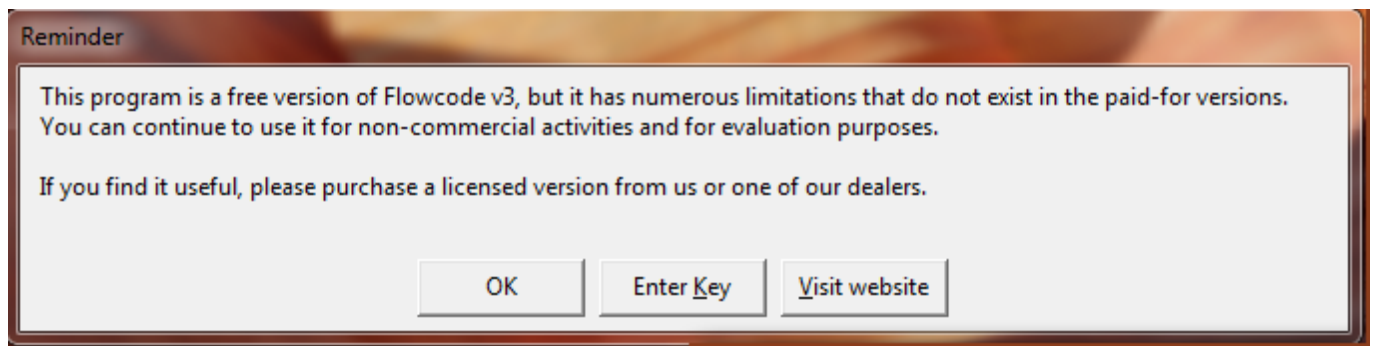 Reminder
This program is a free version of Flowcode v3, but it has numerous limitations that do not exist in the paid-for versions.
You can continue to use it for non-commercial activities and for evaluation purposes.
If you find it useful, please purchase a licensed version from us or one of our dealers.
OK Enter Key Visit website